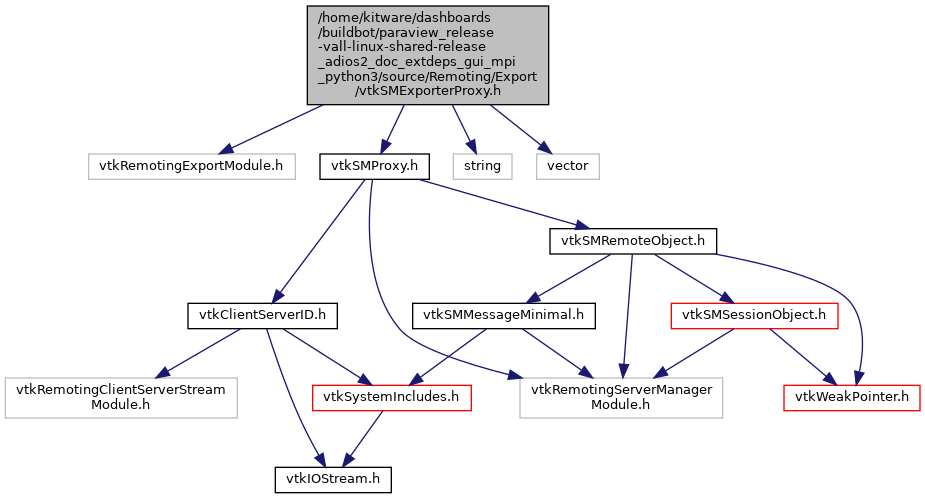 /home/kitware/dashboards
/buildbot/paraview_release
-vall-linux-shared-release
_adios2_doc_extdeps_gui_mpi
_python3/source/Remoting/Export
/vtkSMExporterProxy.h
vtkRemotingExportModule.h
vtkSMProxy.h
string
vector
vtkSMRemoteObject.h
vtkClientServerID.h
vtkSMMessageMinimal.h
vtkSMSessionObject.h
vtkRemotingClientServerStream
Module.h
vtkSystemIncludes.h
vtkRemotingServerManager
Module.h
vtkWeakPointer.h
vtkIOStream.h